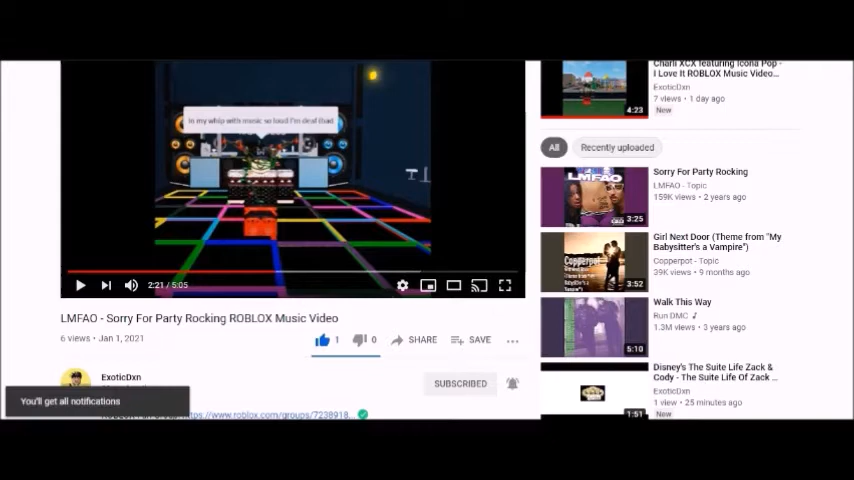 In my whip with music so loud I'm deaf (bad
2:21 / 5:05
LMFAO - Sorry For Party Rocking ROBLOX Music Video
6 views • Jan 1, 2021
1
0
SHARE
SAVE
ExoticDxn
SUBSCRIBED
You'll get all notifications
https://www.roblox.com/groups/7238918...
Charli XCX featuring Icona Pop -
I Love It ROBLOX Music Video...
ExoticDxn
7 views • 1 day ago
New
4:23
All
Recently uploaded
LMFAO
3:25
Sorry For Party Rocking
LMFAO - Topic
159K views • 2 years ago
Copperpot
3:52
Girl Next Door (Theme from "My
Babysitter's a Vampire")
Copperpot - Topic
39K views • 9 months ago
5:10
Walk This Way
Run DMC
1.3M views • 3 years ago
1:51
Disney's The Suite Life Zack &
Cody - The Suite Life Of Zack ...
ExoticDxn
1 view • 25 minutes ago
New